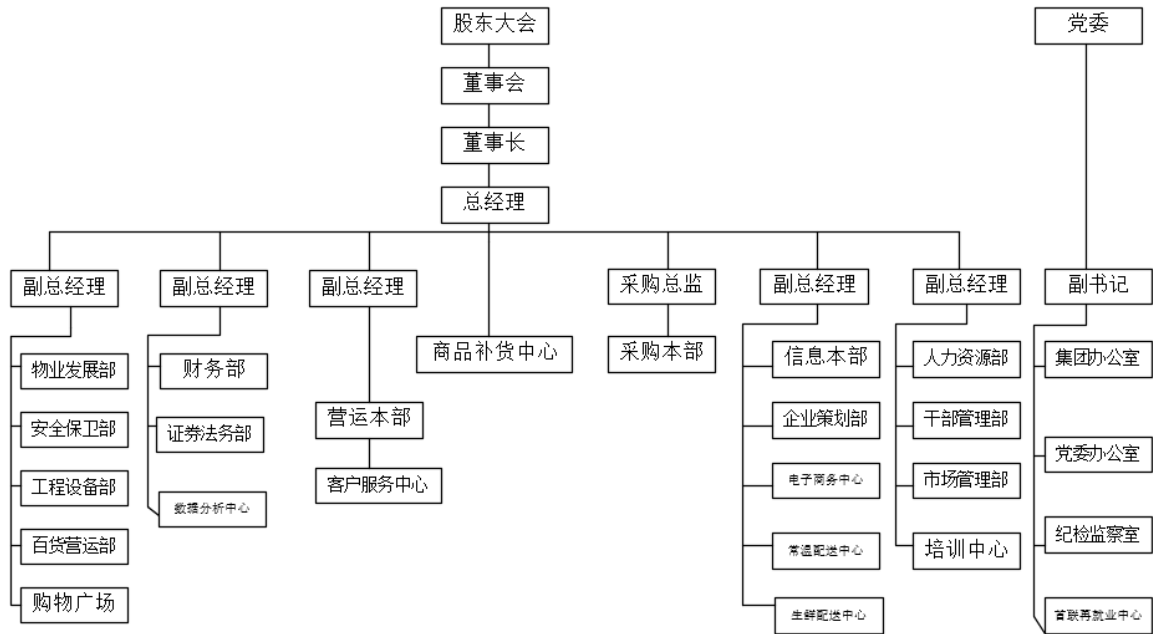 股东大会
党委
董事会
董事长
总经理
副总经理
副总经理
副总经理
采购总监
副总经理
副总经理
副书记
商品补货中心
采购本部
物业发展部
安全保卫部
工程设备部
百货营运部
购物广场
财务部
证券法务部
数据分析中心
营运本部
客户服务中心
信息本部
企业策划部
电子商务中心
常温配送中心
生鲜配送中心
人力资源部
干部管理部
市场管理部
培训中心
集团办公室
党委办公室
纪检监察室
首联再就业中心